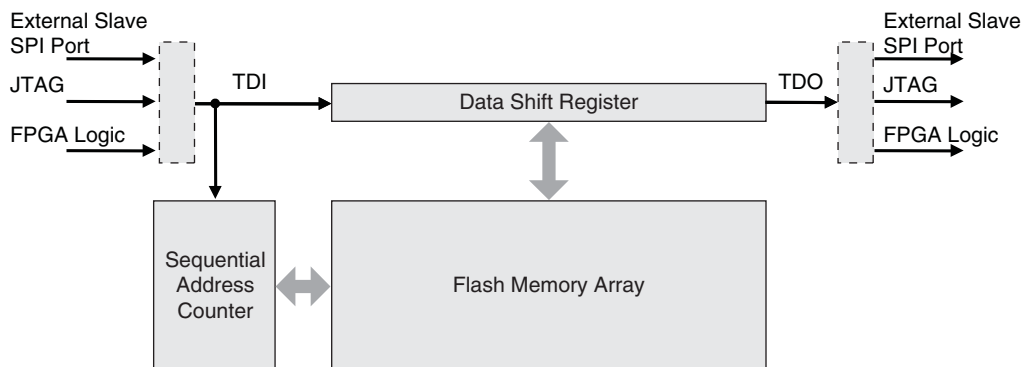 External Slave
SPI Port
JTAG
FPGA Logic
TDI
Data Shift Register
TDO
External Slave
SPI Port
JTAG
FPGA Logic
Sequential
Address
Counter
Flash Memory Array